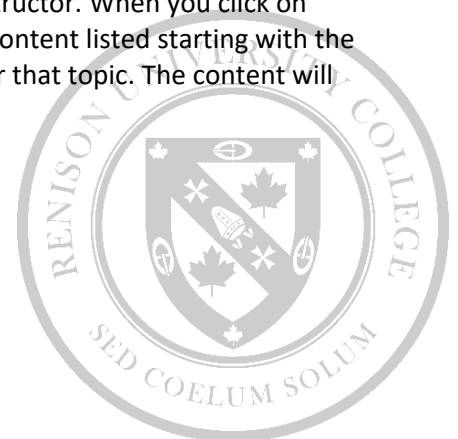 tructor. When you click on
ontent listed starting with the
r that topic. The content will
RENISON UNIVERSITY COLLEGE
SED COELUM SOLUM